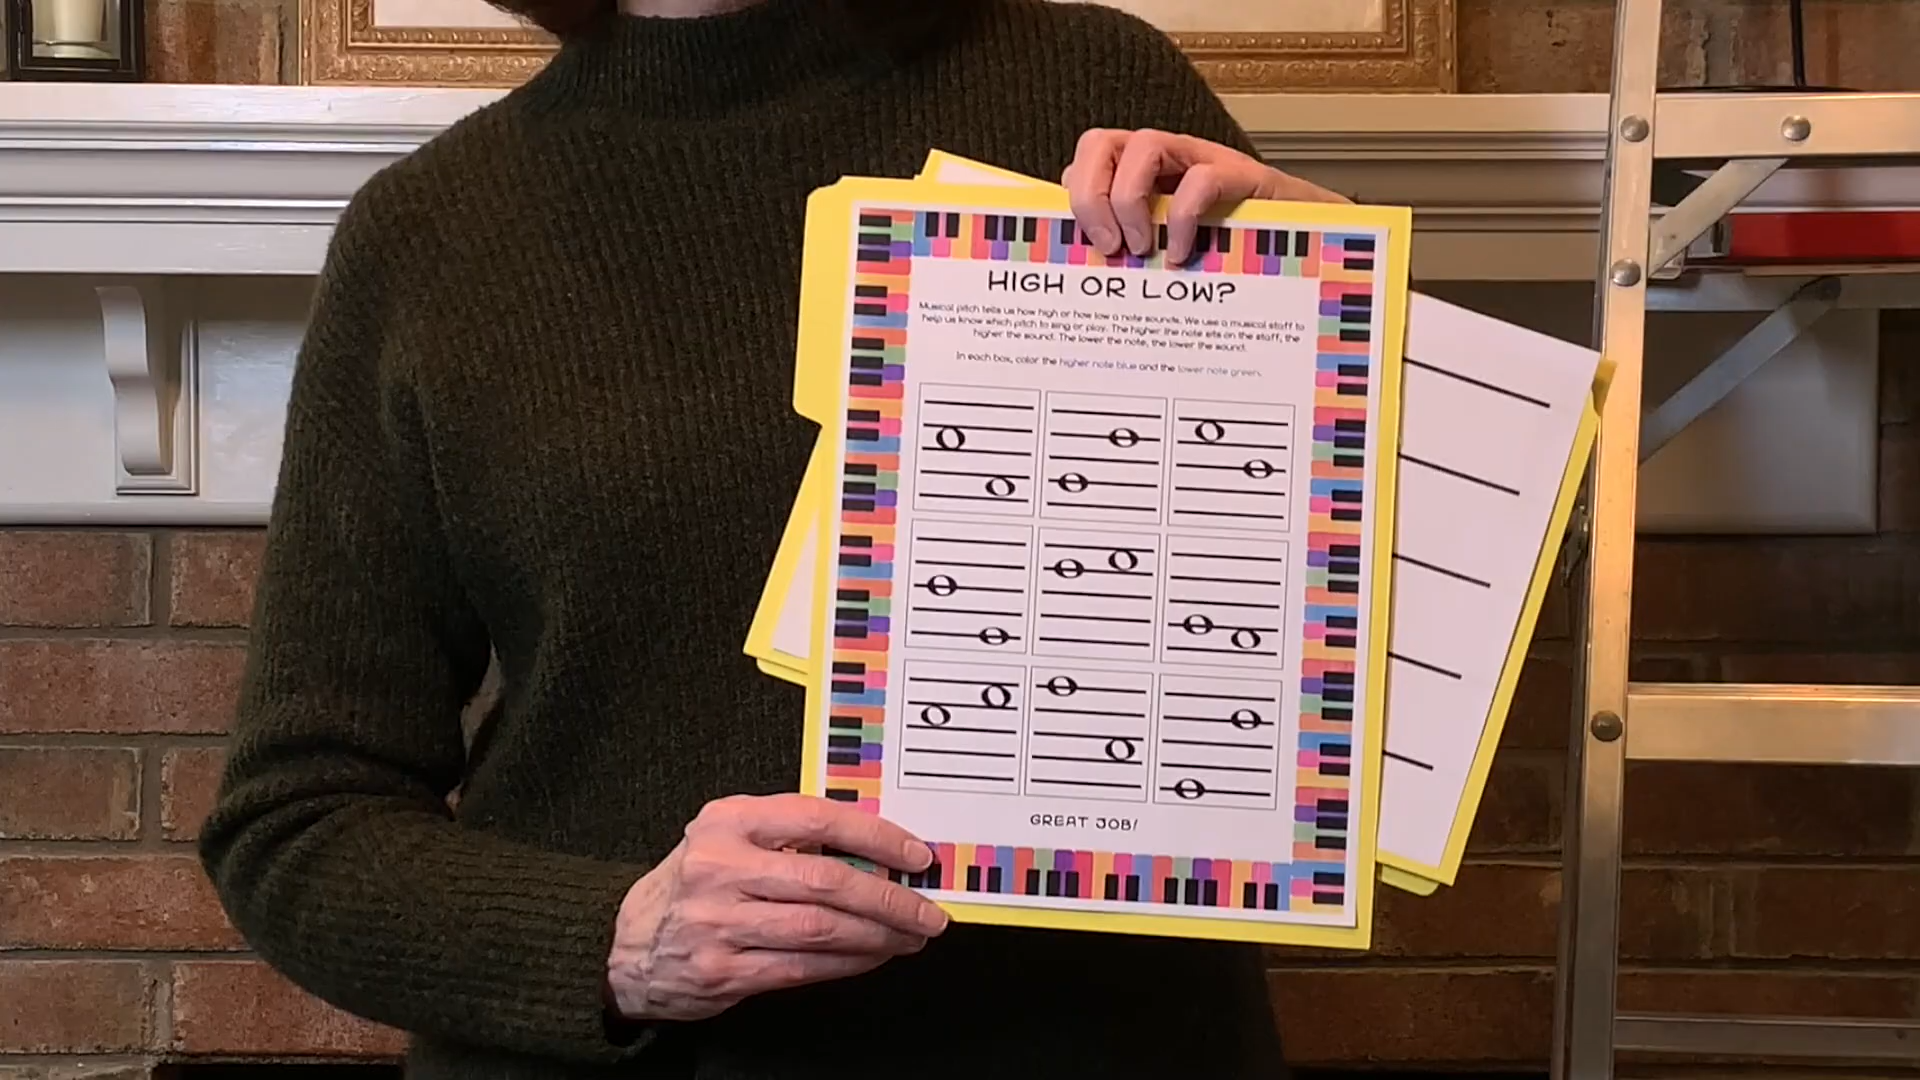 HIGH OR LOW?
Musical pitch tells us how high or how low a note sounds. We use a musical staff to
help us know which pitch to sing or play. The higher the note sits on the staff, the
higher the sound. The lower the note, the lower the sound.
In each box, color the higher note blue and the lower note green.
GREAT JOB!